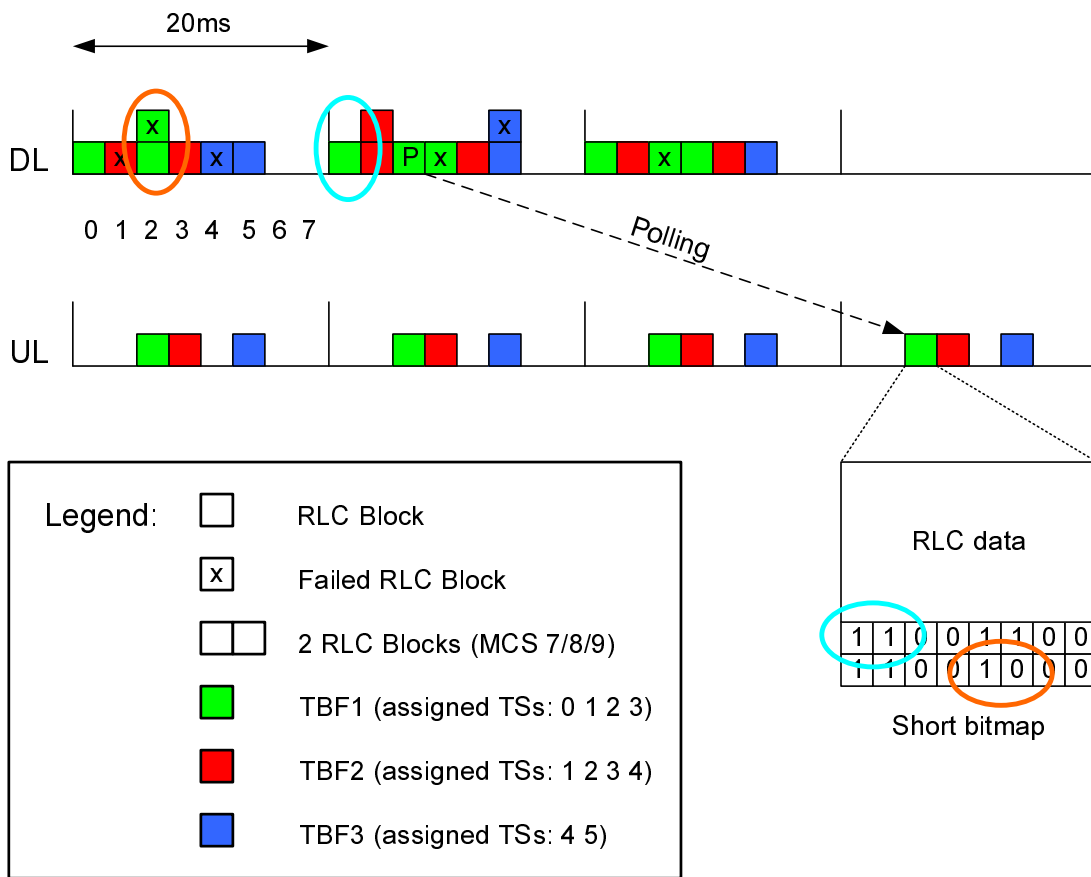 20ms
x
x
DL
x
x
P
x
x
0 1 2 3 4 5 6 7
Polling
UL
Legend:
RLC Block
x
Failed RLC Block
2 RLC Blocks (MCS 7/8/9)
TBF1 (assigned TSs: 0 1 2 3)
TBF2 (assigned TSs: 1 2 3 4)
TBF3 (assigned TSs: 4 5)
RLC data
1 1 0 0 1 1 0 0
1 1 0 0 1 0 0 0
Short bitmap